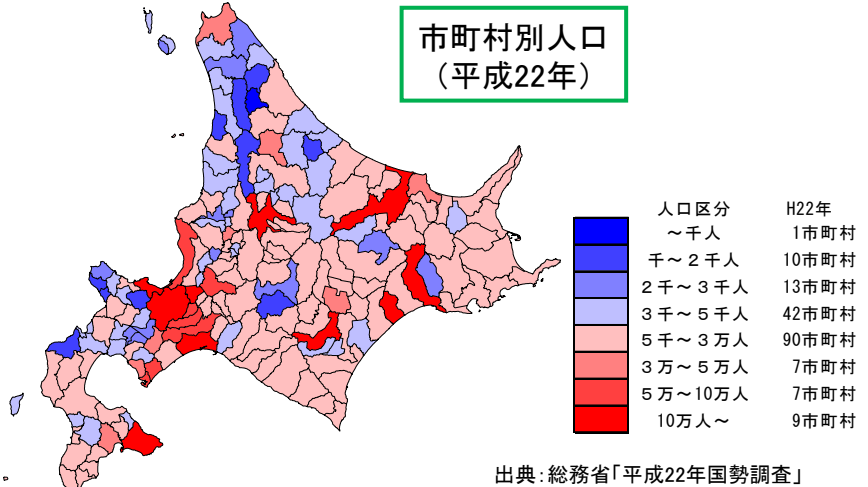 市町村別人口
（平成22年）
人口区分 H22年
～千人 1市町村
千～２千人 10市町村
２千～３千人 13市町村
３千～５千人 42市町村
５千～３万人 90市町村
３万～５万人 7市町村
５万～10万人 7市町村
10万人～ 9市町村
出典：総務省「平成22年国勢調査」